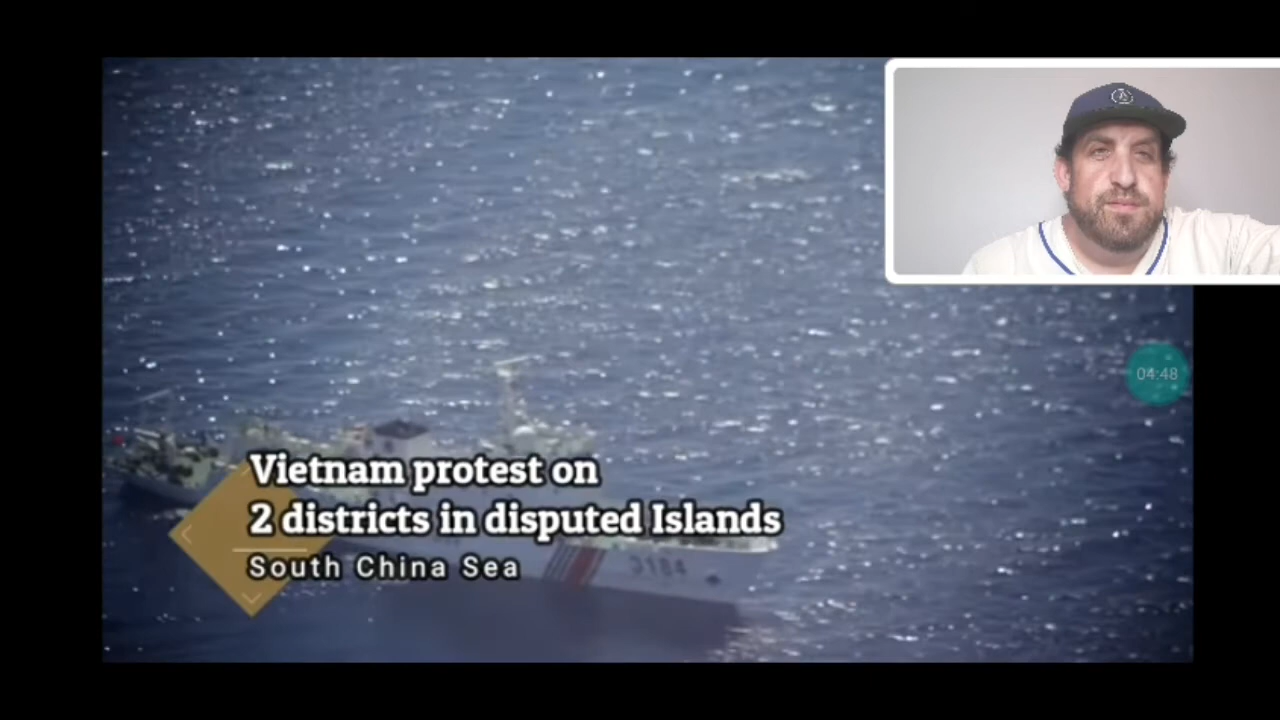 Vietnam protest on
2 districts in disputed Islands
South China Sea
3184
04:48